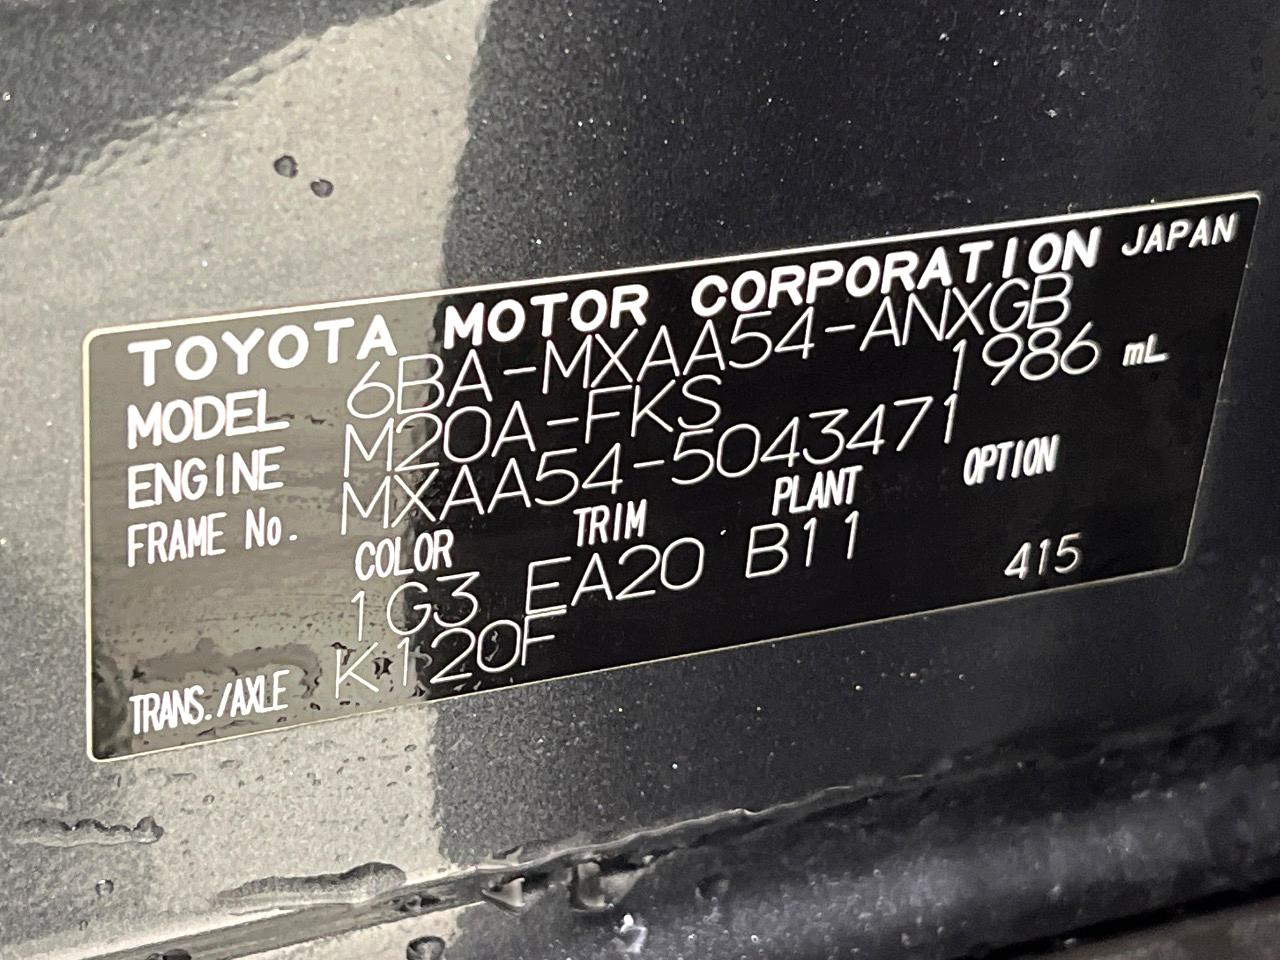 TOYOTA MOTOR CORPORATION JAPAN
MODEL 6BA-MXAA54-ANXGB
ENGINE M20A-FKS 1986 mL
FRAME No. MXAA54-5043471
COLOR TRIM PLANT OPTION
1G3 EA20 B11 415
TRANS./AXLE K120F